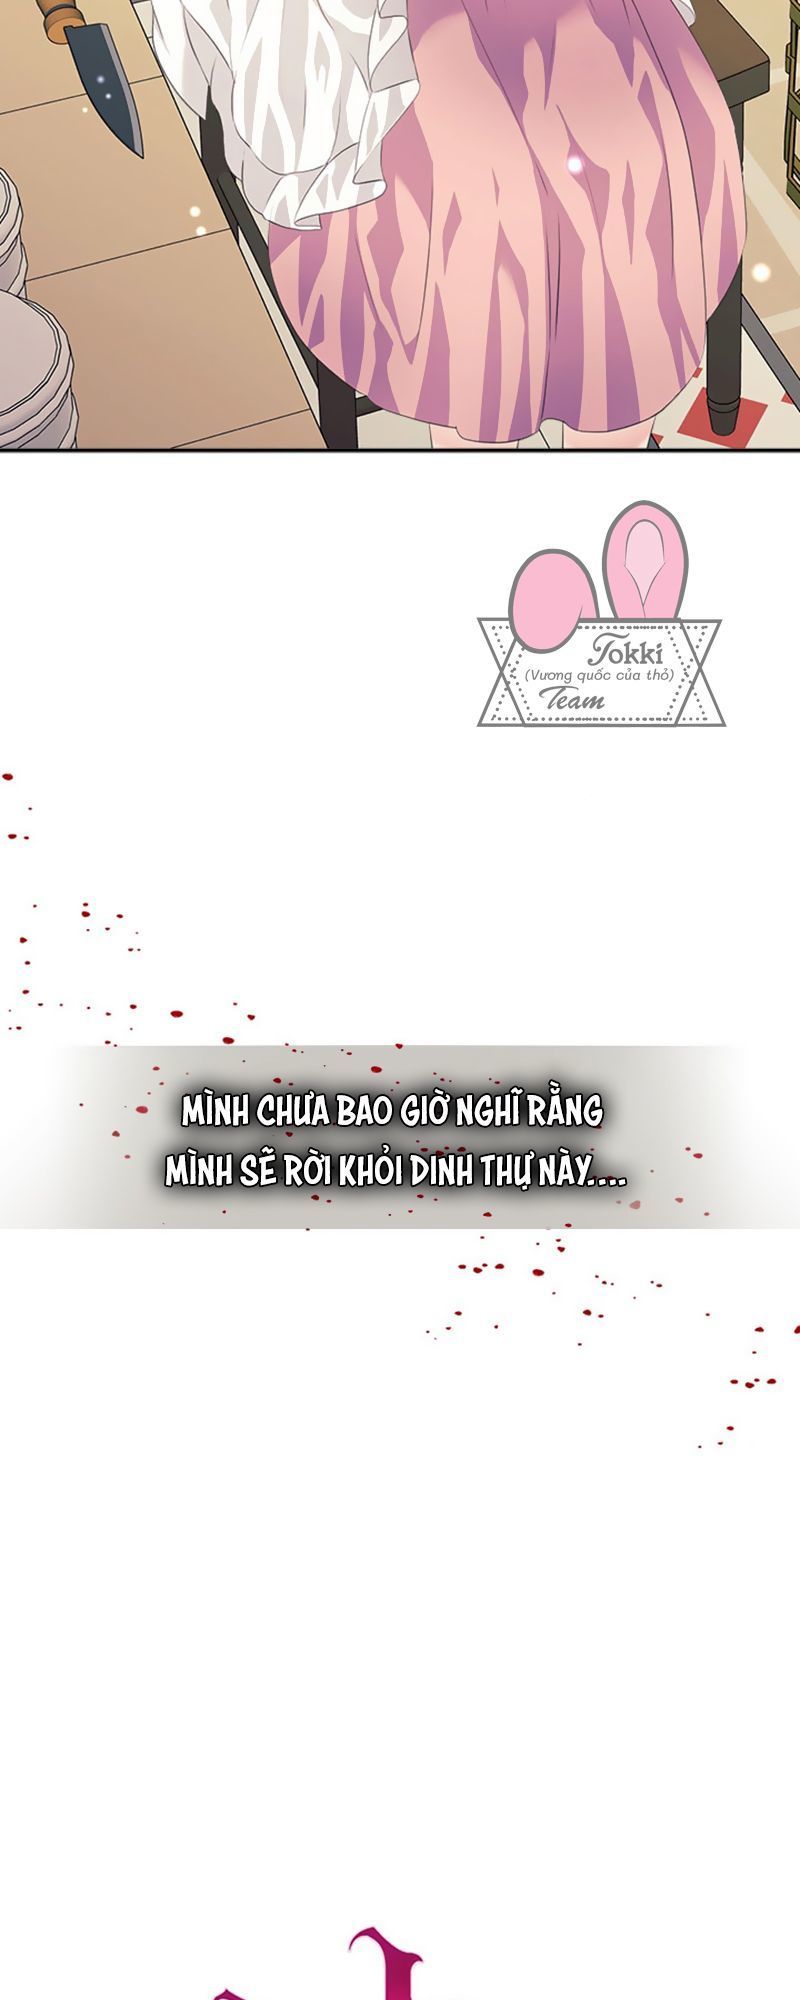 Tokki
(Vương quốc của thỏ)
Team
MÌNH CHƯA BAO GIỜ NGHĨ RẰNG
MÌNH SẼ RỜI KHỎI DINH THỰ NÀY....